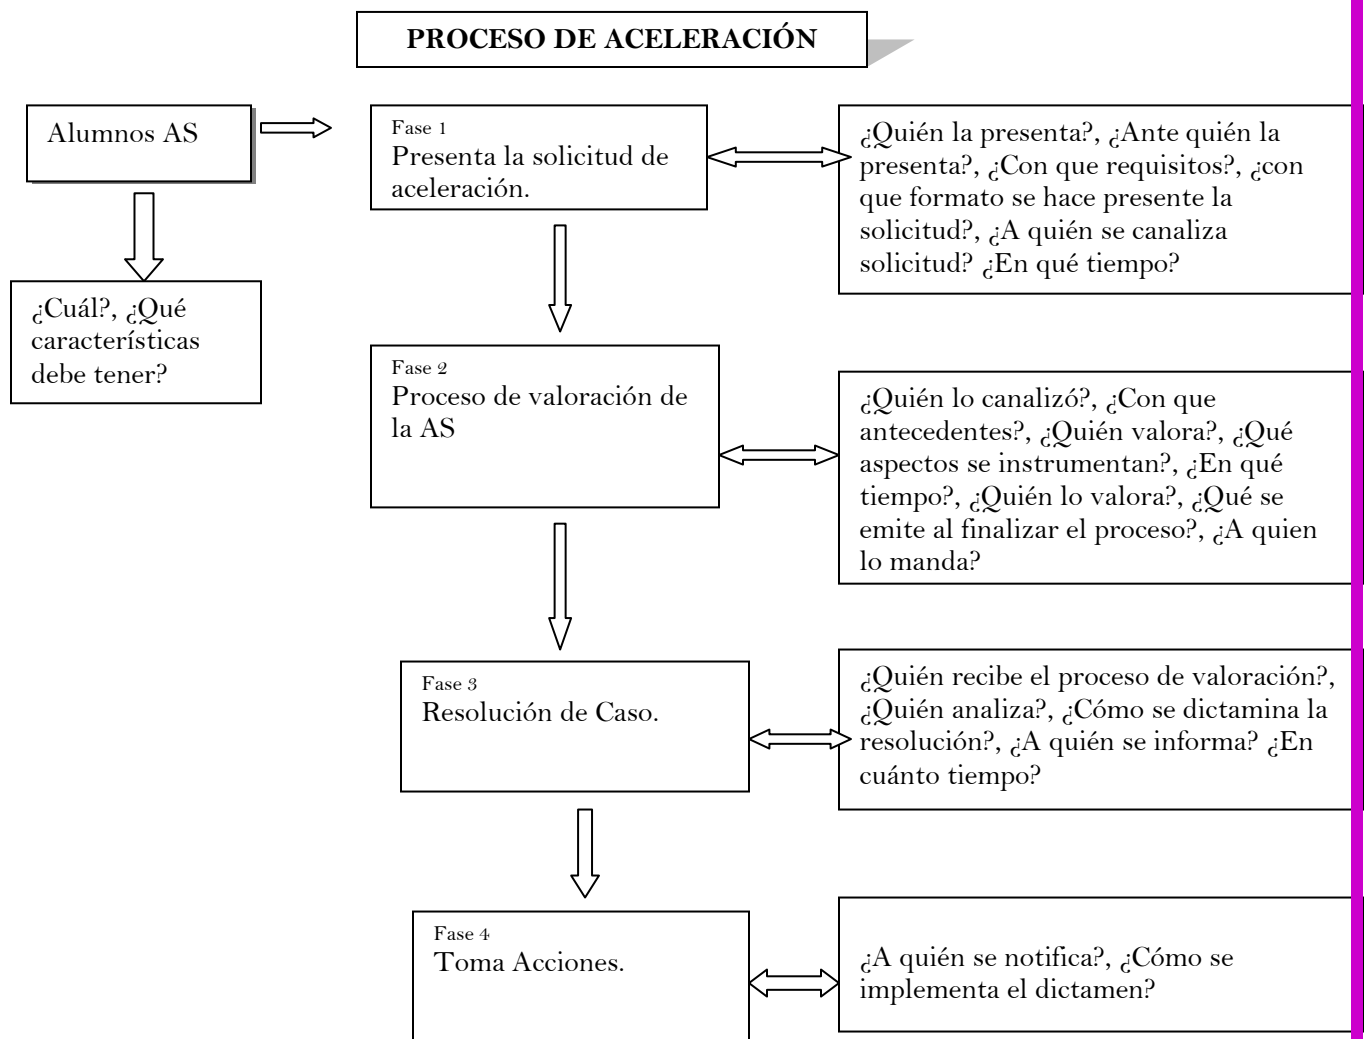 PROCESO DE ACELERACIÓN
Alumnos AS
¿Cuál?, ¿Qué
características
debe tener?
Fase 1
Presenta la solicitud de
aceleración.
¿Quién la presenta?, ¿Ante quién la
presenta?, ¿Con que requisitos?, ¿con
que formato se hace presente la
solicitud?, ¿A quién se canaliza
solicitud? ¿En qué tiempo?
Fase 2
Proceso de valoración de
la AS
¿Quién lo canalizó?, ¿Con que
antecedentes?, ¿Quién valora?, ¿Qué
aspectos se instrumentan?, ¿En qué
tiempo?, ¿Quién lo valora?, ¿Qué se
emite al finalizar el proceso?, ¿A quien
lo manda?
Fase 3
Resolución de Caso.
¿Quién recibe el proceso de valoración?,
¿Quién analiza?, ¿Cómo se dictamina la
resolución?, ¿A quién se informa? ¿En
cuánto tiempo?
Fase 4
Toma Acciones.
¿A quién se notifica?, ¿Cómo se
implementa el dictamen?